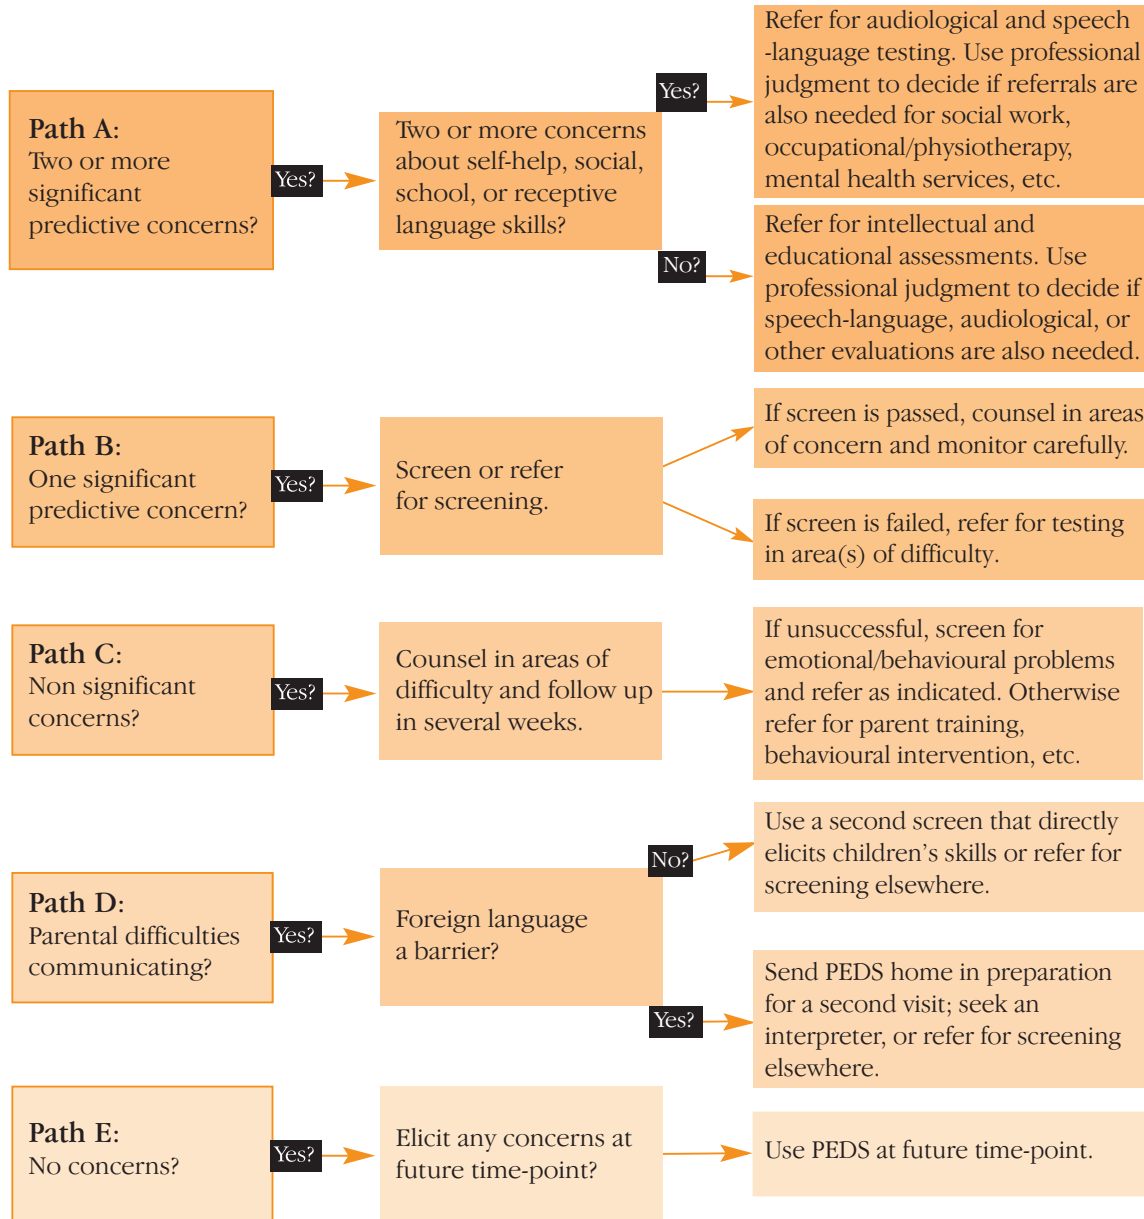 Path A:
Two or more
significant
predictive concerns?
Yes?
Two or more concerns
about self-help, social,
school, or receptive
language skills?
Yes?
Refer for audiological and speech
-language testing. Use professional
judgment to decide if referrals are
also needed for social work,
occupational/physiotherapy,
mental health services, etc.
No?
Refer for intellectual and
educational assessments. Use
professional judgment to decide if
speech-language, audiological, or
other evaluations are also needed.
Path B:
One significant
predictive concern?
Yes?
Screen or refer
for screening.
If screen is passed, counsel in areas
of concern and monitor carefully.
If screen is failed, refer for testing
in area(s) of difficulty.
Path C:
Non significant
concerns?
Yes?
Counsel in areas of
difficulty and follow up
in several weeks.
If unsuccessful, screen for
emotional/behavioural problems
and refer as indicated. Otherwise
refer for parent training,
behavioural intervention, etc.
Path D:
Parental difficulties
communicating?
Yes?
Foreign language
a barrier?
No?
Use a second screen that directly
elicits children's skills or refer for
screening elsewhere.
Yes?
Send PEDS home in preparation
for a second visit; seek an
interpreter, or refer for screening
elsewhere.
Path E:
No concerns?
Yes?
Elicit any concerns at
future time-point?
Use PEDS at future time-point.